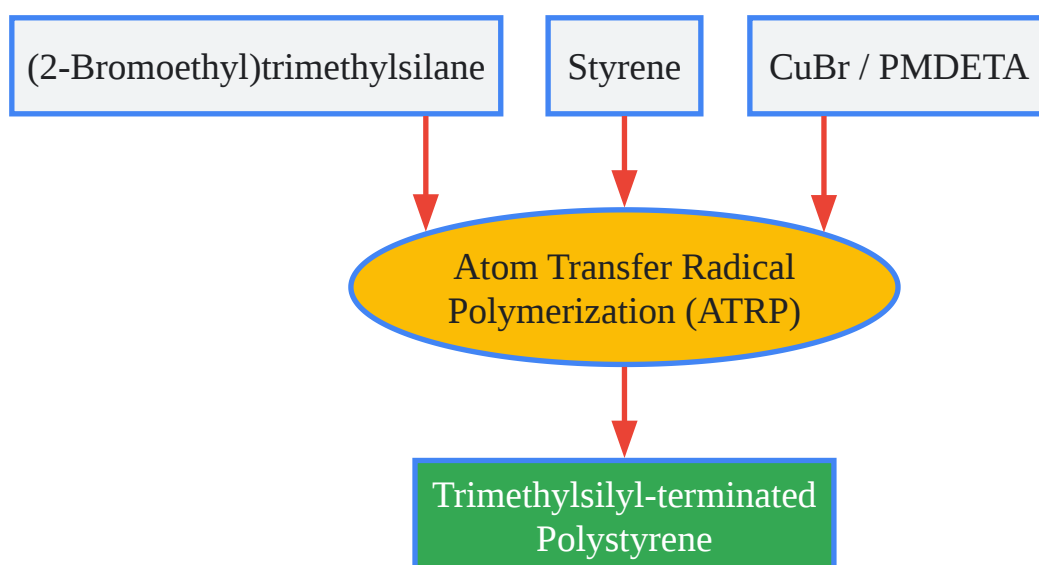 (2-Bromoethyl)trimethylsilane
Styrene
CuBr / PMDETA
Atom Transfer Radical
Polymerization (ATRP)
Trimethylsilyl-terminated
Polystyrene